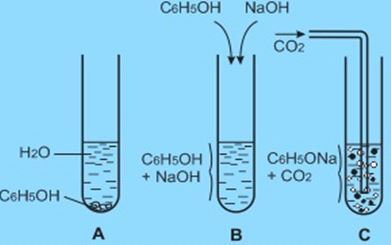 C6H5OH NaOH
CO2
H2O
C6H5OH
+ NaOH
C6H5ONa
+ CO2
C6H5OH
A B C